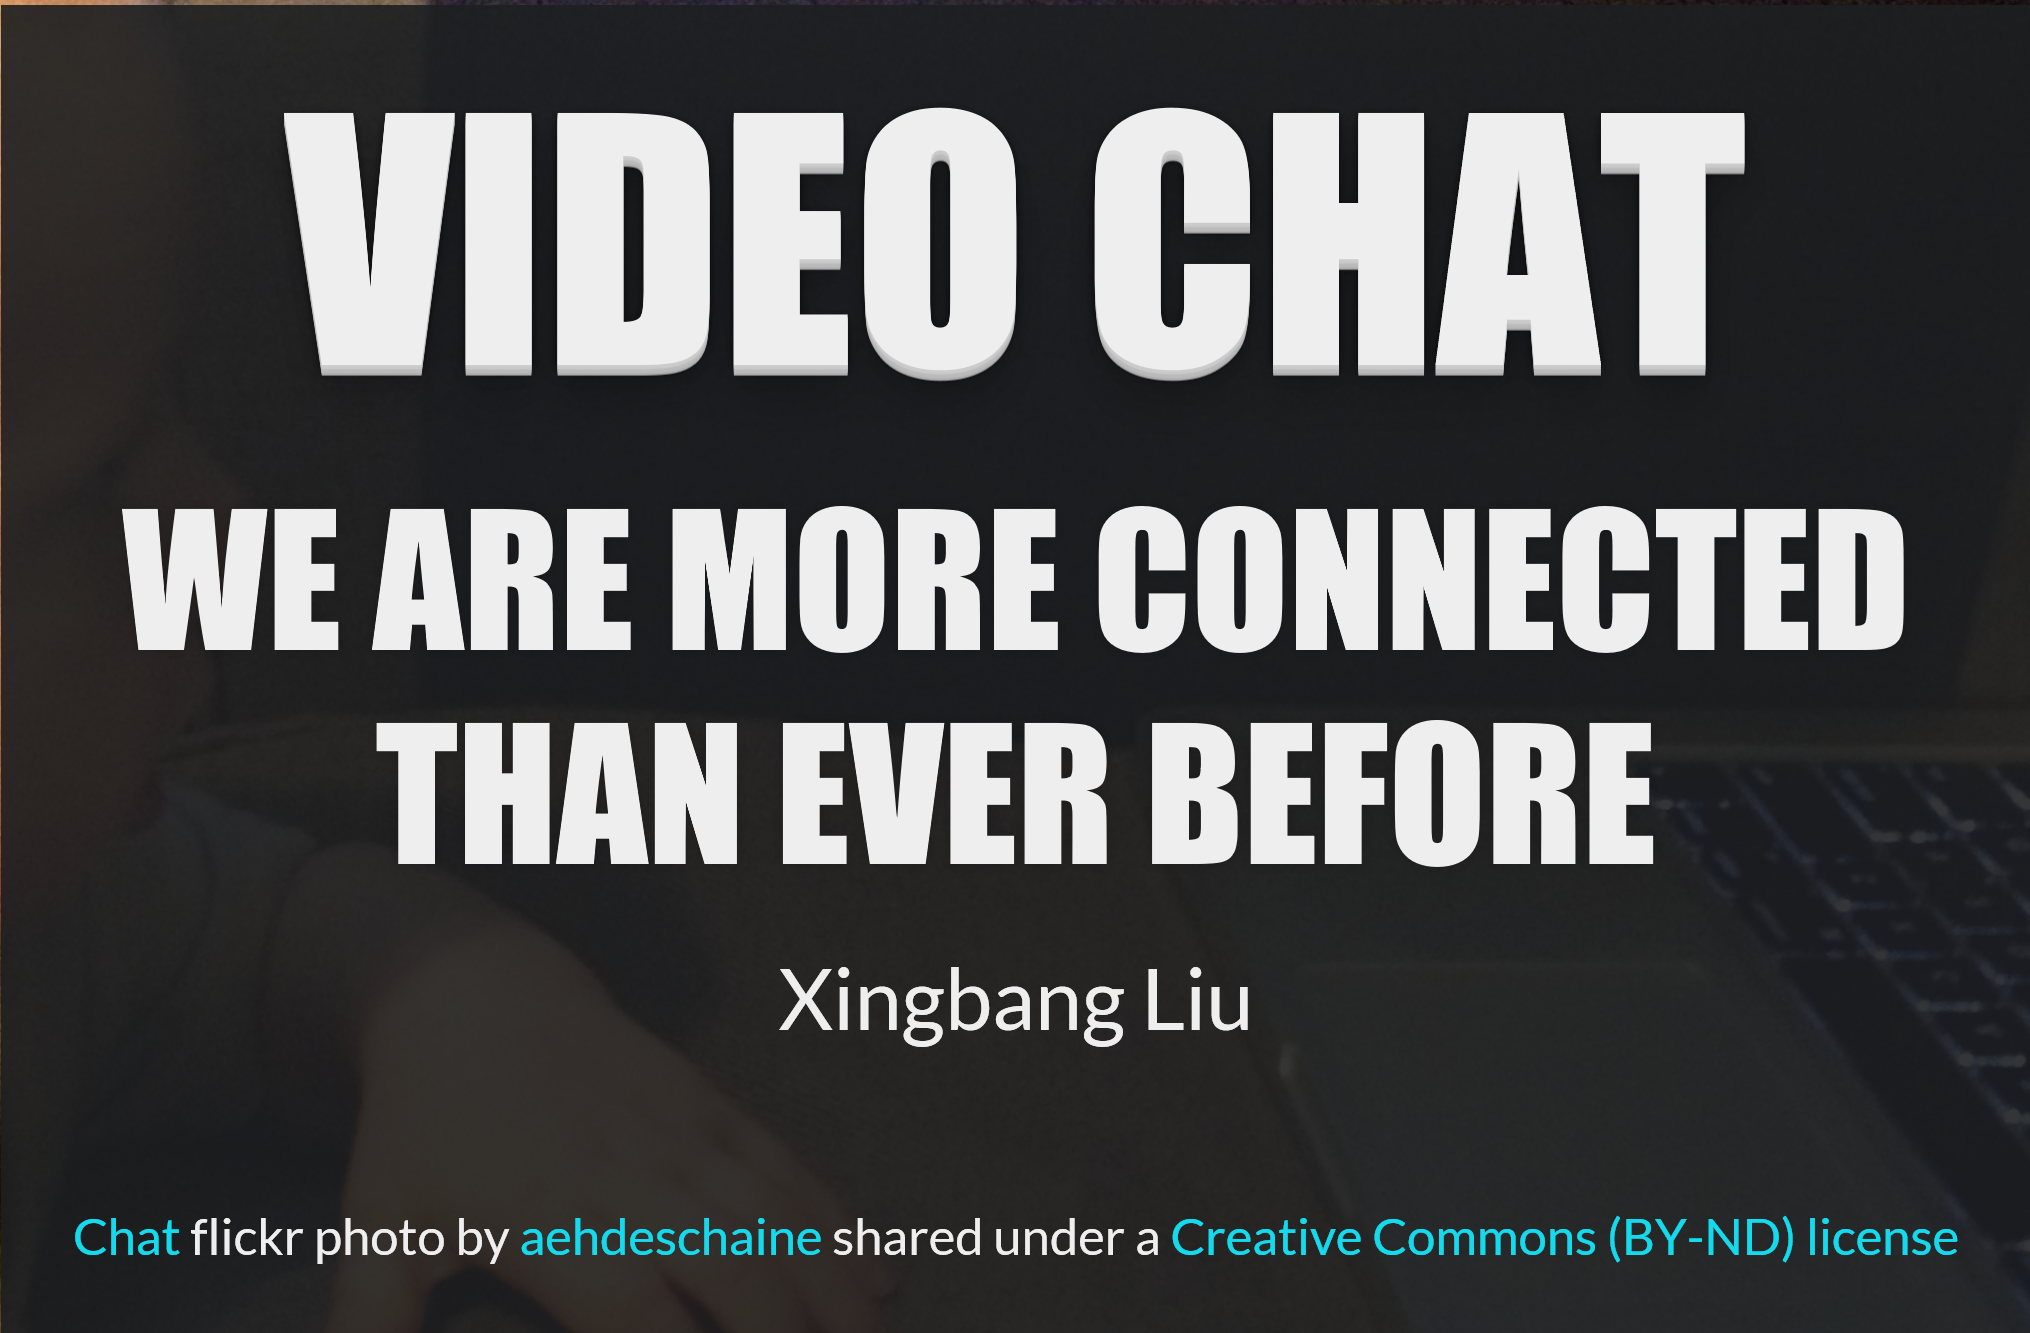 VIDEO CHAT
WE ARE MORE CONNECTED
THAN EVER BEFORE
Xingbang Liu
Chat flickr photo by aehdeschaine shared under a Creative Commons (BY-ND) license